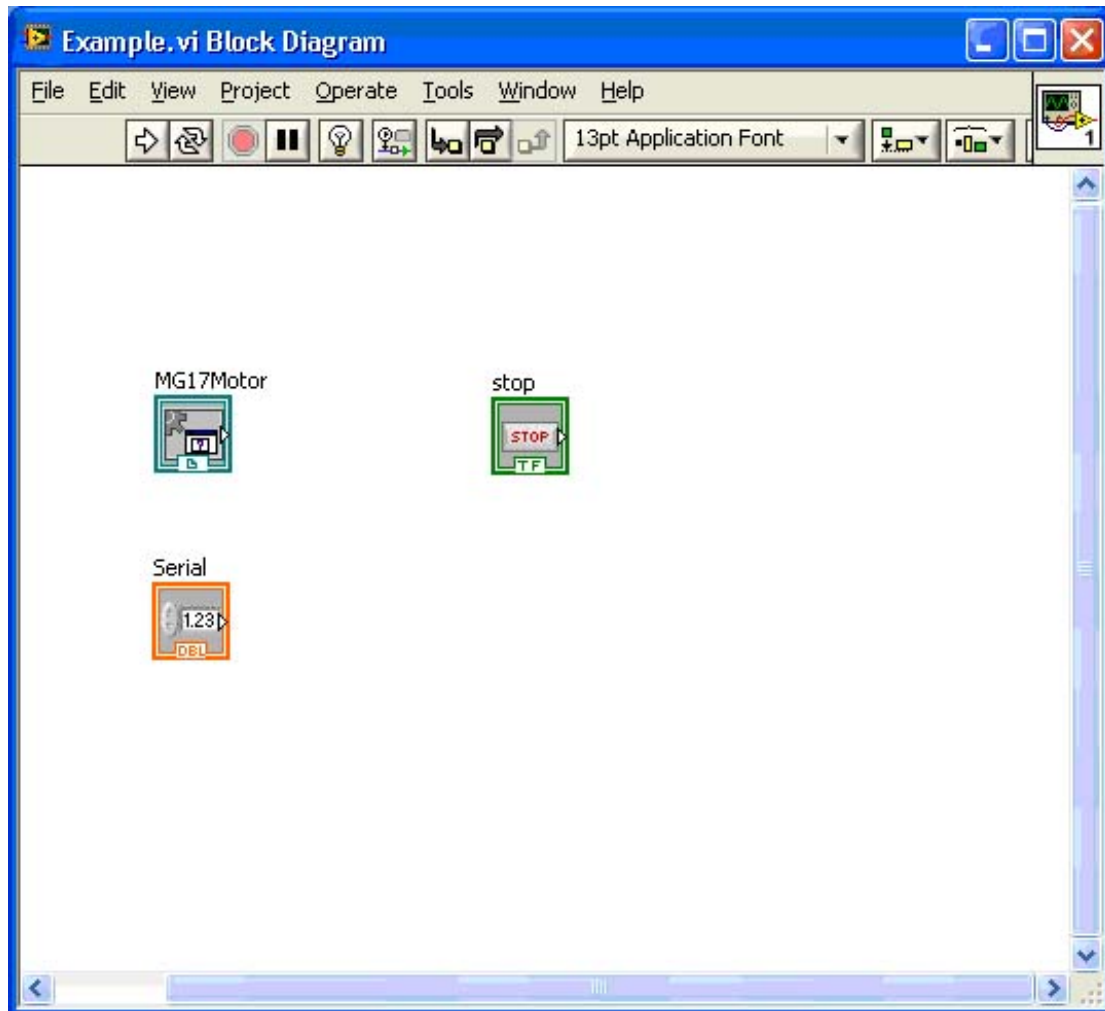 Example.vi Block Diagram
File Edit View Project Operate Tools Window Help
13pt Application Font
1
MG17Motor
stop
?
STOP
TF
Serial
1.23
DBL